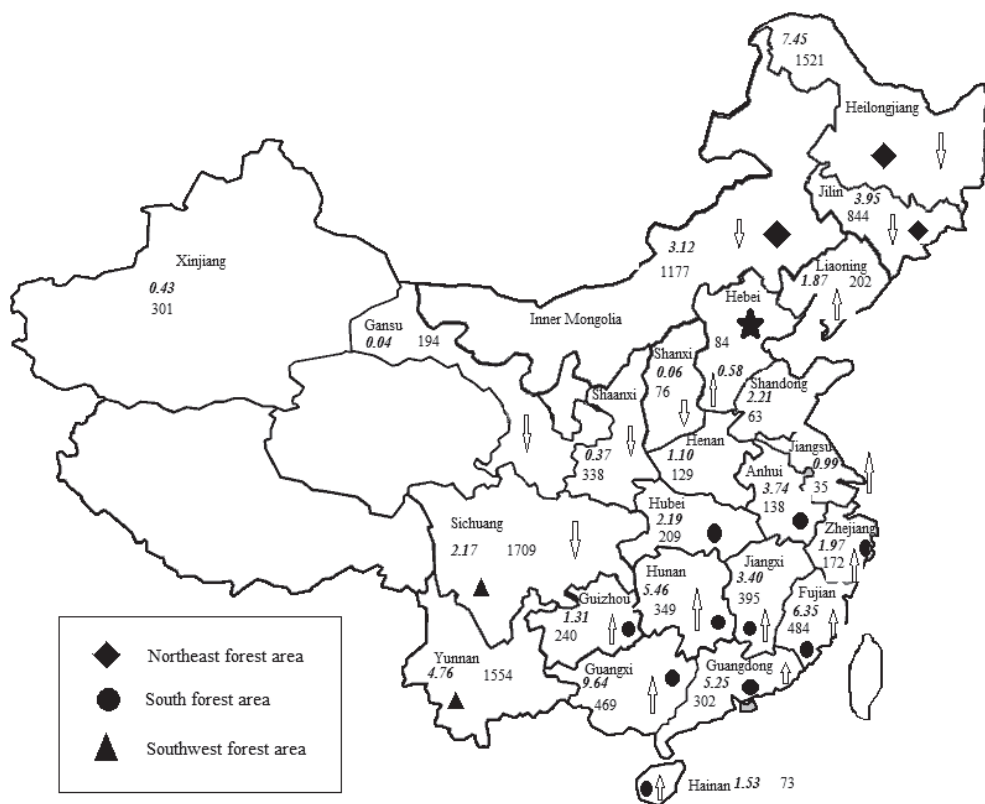 7.45
1521
Heilongjiang
Jilin 3.95
844
3.12
1177
Liaoning
1.87 202
Xinjiang
0.43
301
Hebei
84
0.58
Gansu
0.04 194
Inner Mongolia
Shanxi
0.06
76
Shandong
2.21
63
Shaanxi
0.37
338
Henan
1.10
129
Jiangsu
0.99
35
Anhui
3.74
138
Hubei
2.19
209
Zhejiang
1.97
172
Sichuang
2.17 1709
Hunan
5.46
349
Jiangxi
3.40
395
Fujian
6.35
484
Guizhou
1.31
240
Yunnan
4.76 1554
Guangxi
9.64
469
Guangdong
5.25
302
Hainan 1.53 73
Northeast forest area
South forest area
Southwest forest area